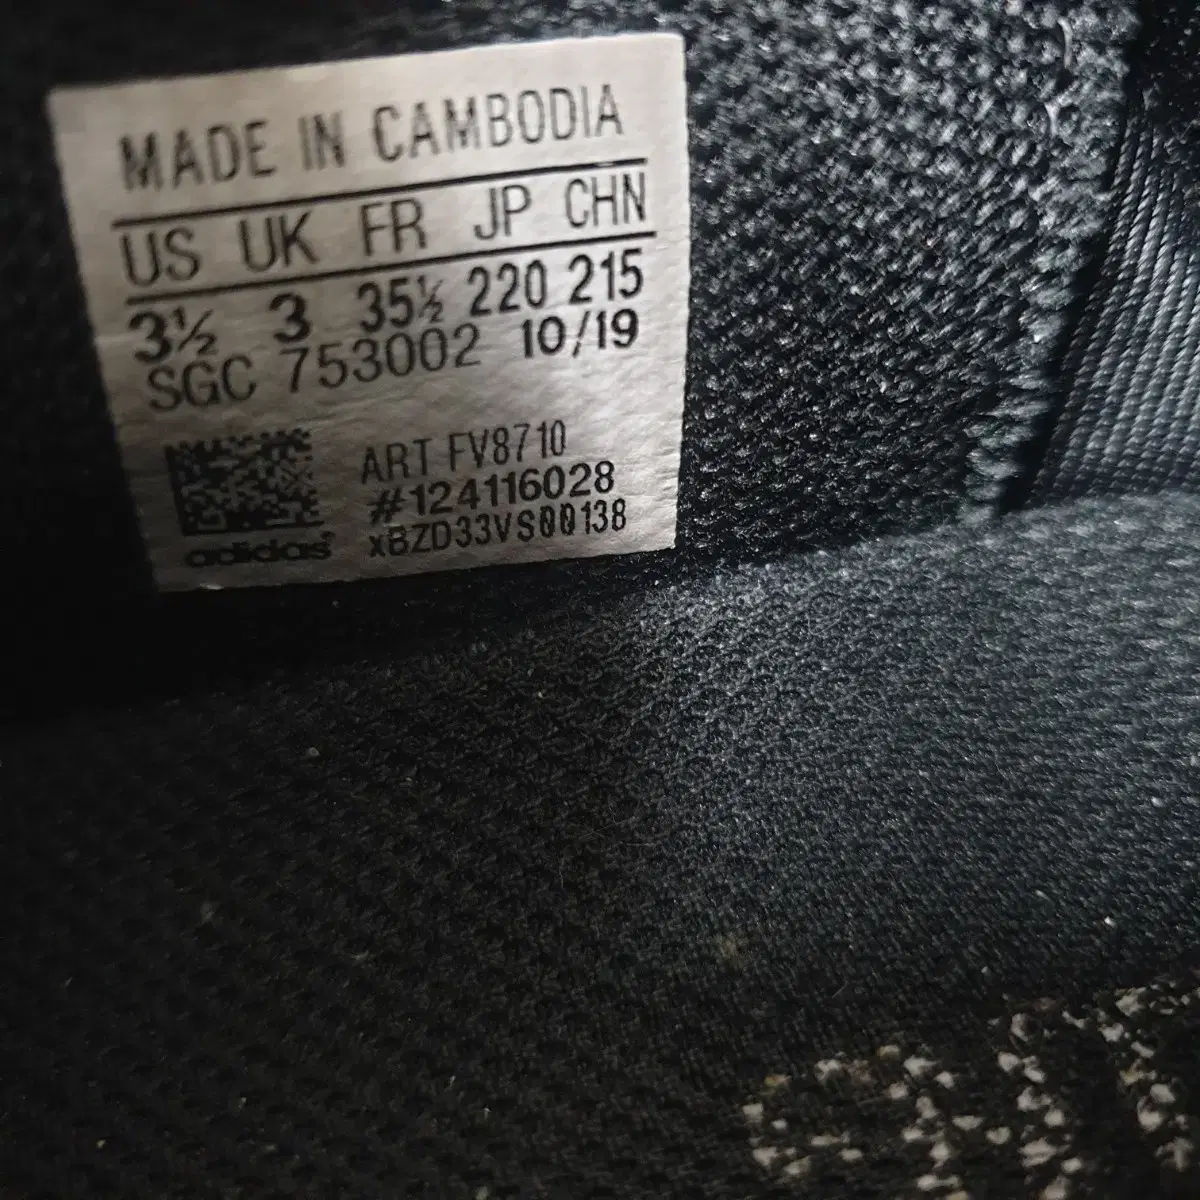 MADE IN CAMBODIA
US UK FR JP CHN
3½ 3 35½ 220 215
SGC 753002 10/19
ART FV8710
#124116028
xBZD33VS00138
adidas